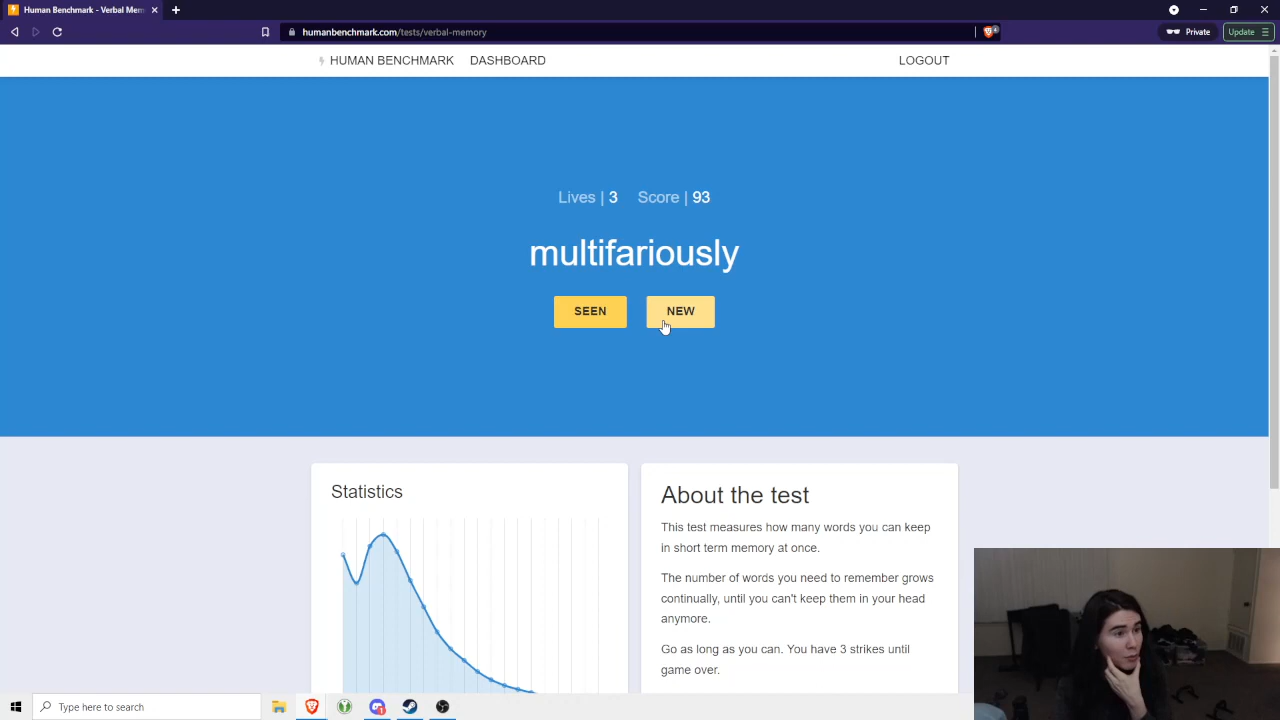 Human Benchmark - Verbal Mem
humanbenchmark.com/tests/verbal-memory
4
Private
Update
HUMAN BENCHMARK
DASHBOARD
LOGOUT
Lives | 3
Score | 93
multifariously
SEEN
NEW
Statistics
About the test
This test measures how many words you can keep
in short term memory at once.
The number of words you need to remember grows
continually, until you can't keep them in your head
anymore.
Go as long as you can. You have 3 strikes until
game over.
Type here to search